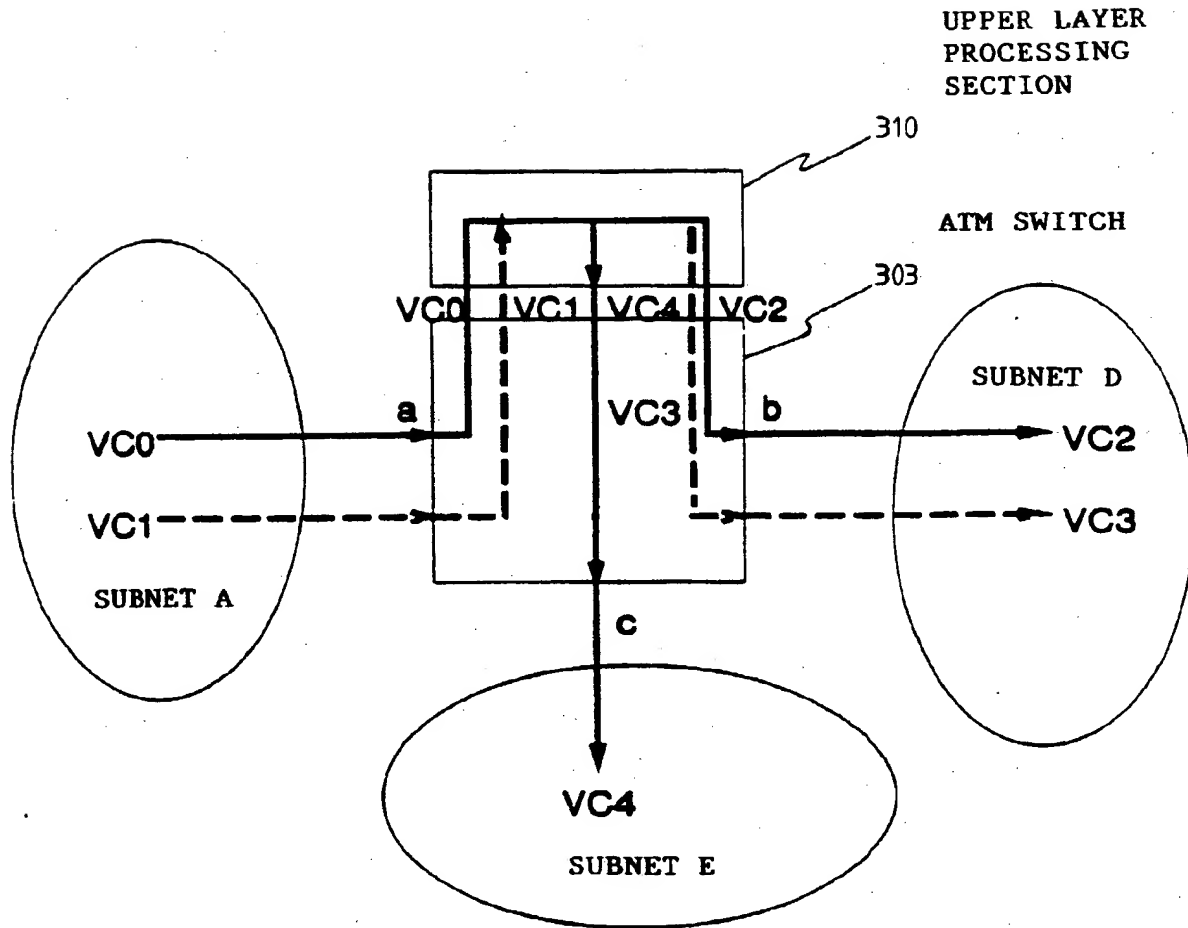 UPPER LAYER
PROCESSING
SECTION
310
ATM SWITCH
303
VC0 VC1 VC4 VC2
SUBNET D
a VC3 b
VC0 VC2
VC1 VC3
SUBNET A
c
VC4
SUBNET E